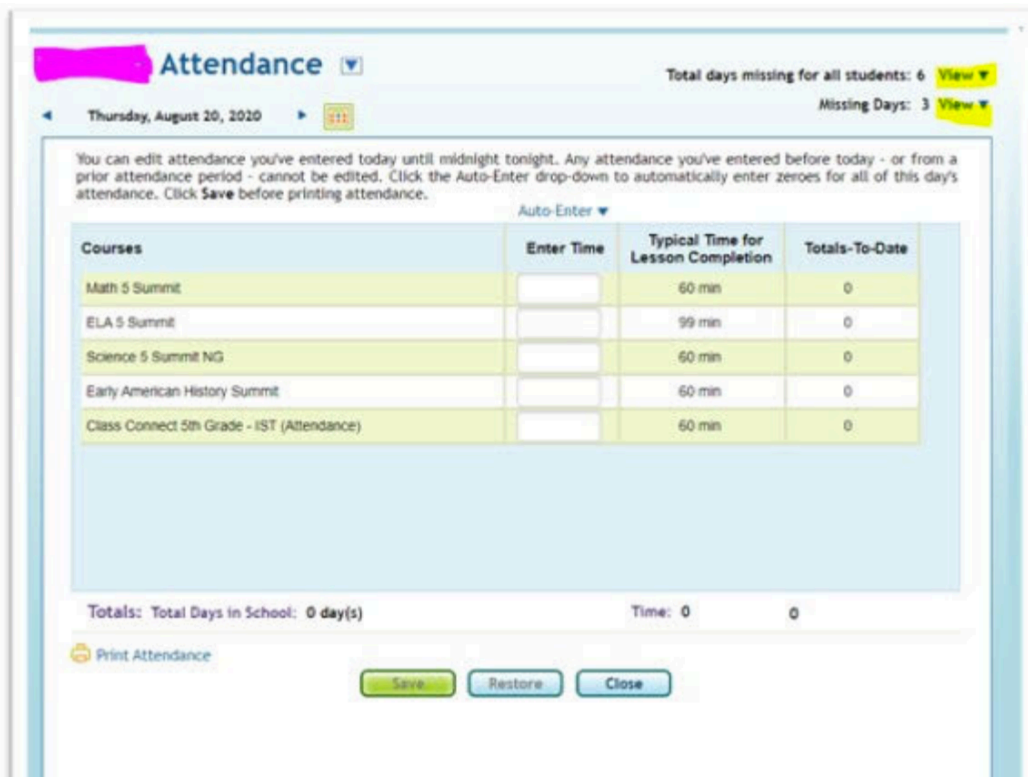 Attendance
Total days missing for all students: 6 View ▼
Missing Days: 3 View ▼
Thursday, August 20, 2020
You can edit attendance you've entered today until midnight tonight. Any attendance you've entered before today - or from a
prior attendance period - cannot be edited. Click the Auto-Enter drop-down to automatically enter zeroes for all of this day's
attendance. Click Save before printing attendance.
Auto-Enter ▼
Courses Enter Time Typical Time for Lesson Completion Totals-To-Date
Math 5 Summit 60 min 0
ELA 5 Summit 99 min 0
Science 5 Summit NG 60 min 0
Early American History Summit 60 min 0
Class Connect 5th Grade - IST (Attendance) 60 min 0
Totals: Total Days in School: 0 day(s) Time: 0 0
Print Attendance
Save Restore Close